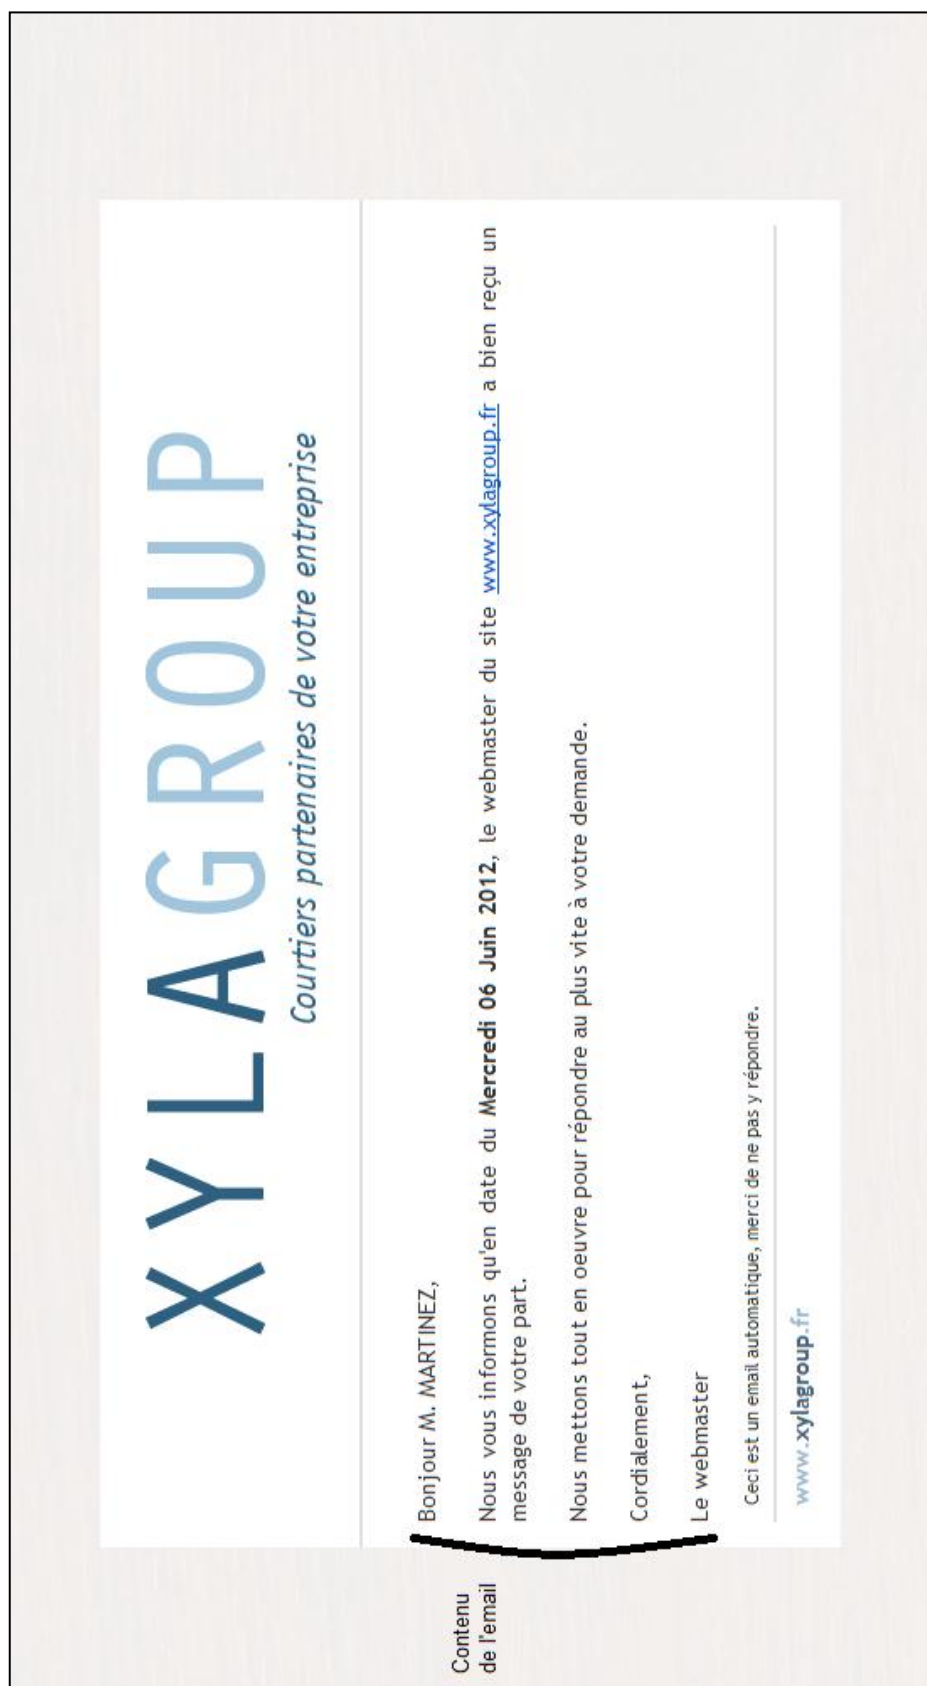 XYLAGROUP
Courtiers partenaires de votre entreprise
Bonjour M. MARTINEZ,
Nous vous informons qu'en date du Mercredi 06 Juin 2012, le webmaster du site www.xylagroup.fr a bien reçu un
message de votre part.
Nous mettons tout en oeuvre pour répondre au plus vite à votre demande.
Cordialement,
Le webmaster
Ceci est un email automatique, merci de ne pas y répondre.
www.xylagroup.fr
Contenu
de l'email